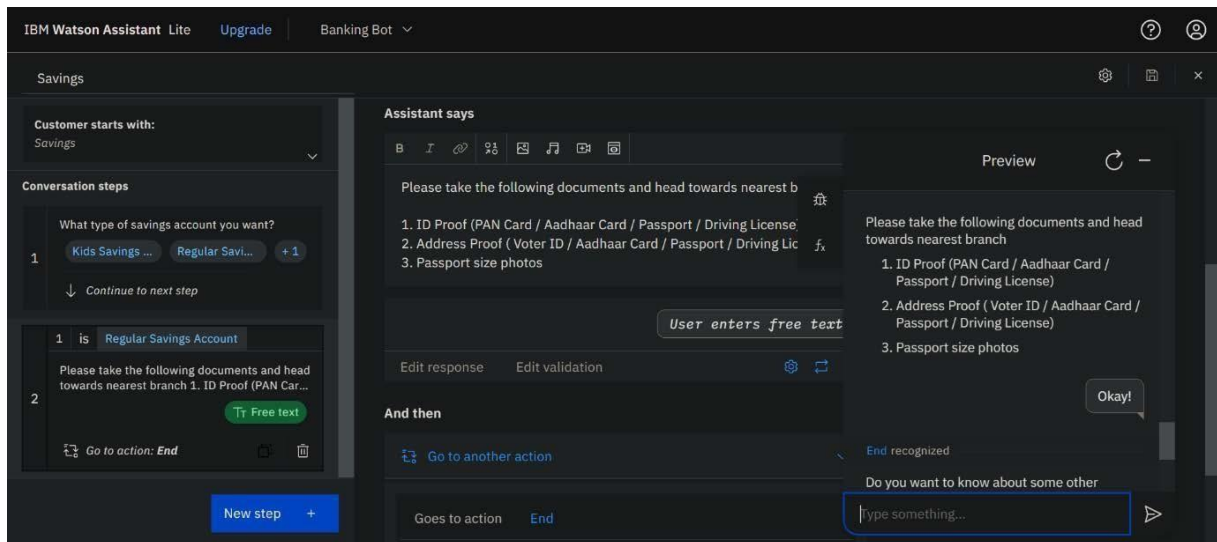 IBM Watson Assistant Lite Upgrade Banking Bot
Savings
Customer starts with:
Savings
Conversation steps
1
What type of savings account you want?
Kids Savings ... Regular Savi... + 1
Continue to next step
2
1 is Regular Savings Account
Please take the following documents and head
towards nearest branch 1. ID Proof (PAN Car...
Free text
Go to action: End
New step +
Assistant says
B I
Please take the following documents and head towards nearest b
1. ID Proof (PAN Card / Aadhaar Card / Passport / Driving License)
2. Address Proof ( Voter ID / Aadhaar Card / Passport / Driving Lic
3. Passport size photos
User enters free text
Edit response Edit validation
And then
Go to another action
Goes to action End
Preview
Please take the following documents and head
towards nearest branch
1. ID Proof (PAN Card / Aadhaar Card /
Passport / Driving License)
2. Address Proof ( Voter ID / Aadhaar Card /
Passport / Driving License)
3. Passport size photos
Okay!
End recognized
Do you want to know about some other
Type something...